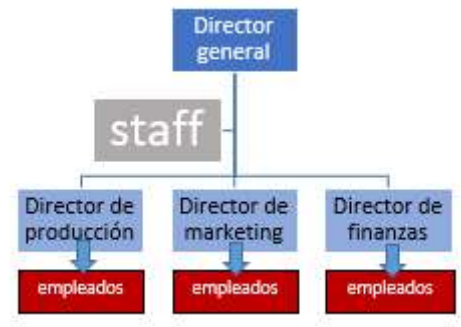 Director
general
staff
Director de
producción
Director de
marketing
Director de
finanzas
empleados
empleados
empleados